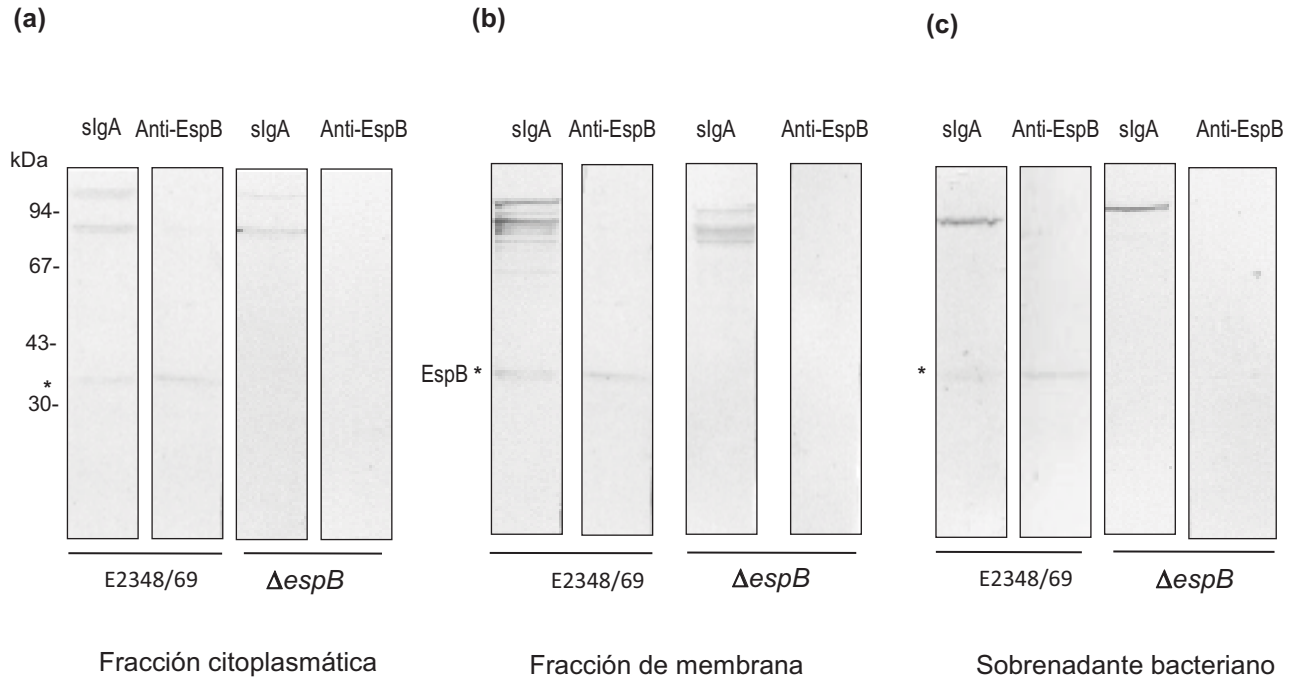 (a)
(b)
(c)
sIgA Anti-EspB sIgA Anti-EspB
sIgA Anti-EspB sIgA Anti-EspB
sIgA Anti-EspB sIgA Anti-EspB
kDa
94-
67-
43-
*
30-
EspB *
*
E2348/69 ΔespB
E2348/69 ΔespB
E2348/69 ΔespB
Fracción citoplasmática
Fracción de membrana
Sobrenadante bacteriano